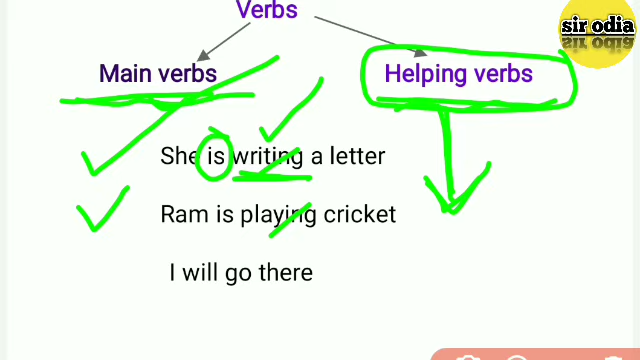 Verbs
sir odia
Main verbs
Helping verbs
She is writing a letter
Ram is playing cricket
I will go there